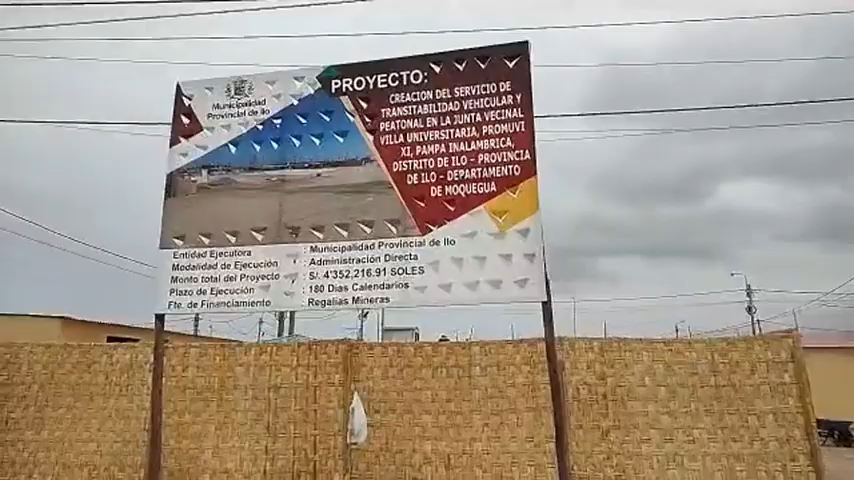 Municipalidad
Provincial de Ilo
PROYECTO:
CREACION DEL SERVICIO DE
TRANSITABILIDAD VEHICULAR Y
PEATONAL EN LA JUNTA VECINAL
VILLA UNIVERSITARIA, PROMUVI
XI, PAMPA INALAMBRICA,
DISTRITO DE ILO - PROVINCIA
DE ILO - DEPARTAMENTO
DE MOQUEGUA
Entidad Ejecutora : Municipalidad Provincial de Ilo
Modalidad de Ejecución : Administración Directa
Monto total del Proyecto : S/. 4'352,216.91 SOLES
Plazo de Ejecución : 180 Dias Calendarios
Fte. de Financiamiento : Regalias Mineras